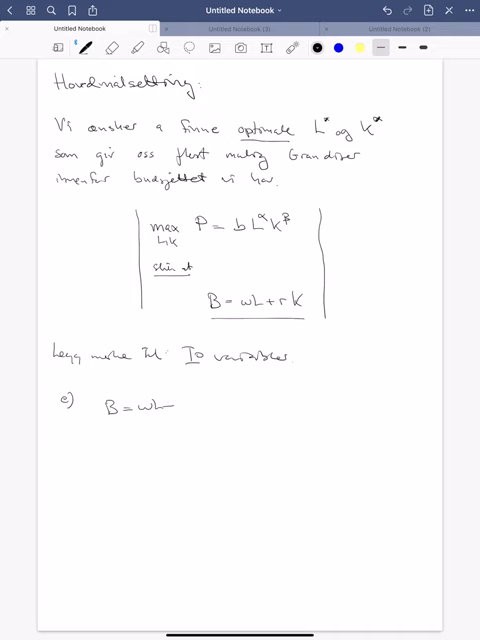 Untitled Notebook
Untitled Notebook
Untitled Notebook (3)
Untitled Notebook (2)
Hovedmålsetting:
Vi ønsker å finne optimale L* og K*
som gir oss flest mulig Grandiser
innenfor budsjettet vi har.
max P = b L^α K^β
L,K
slik at
B = wL + rK
Legg merke til: To variabler.
e) B = wL